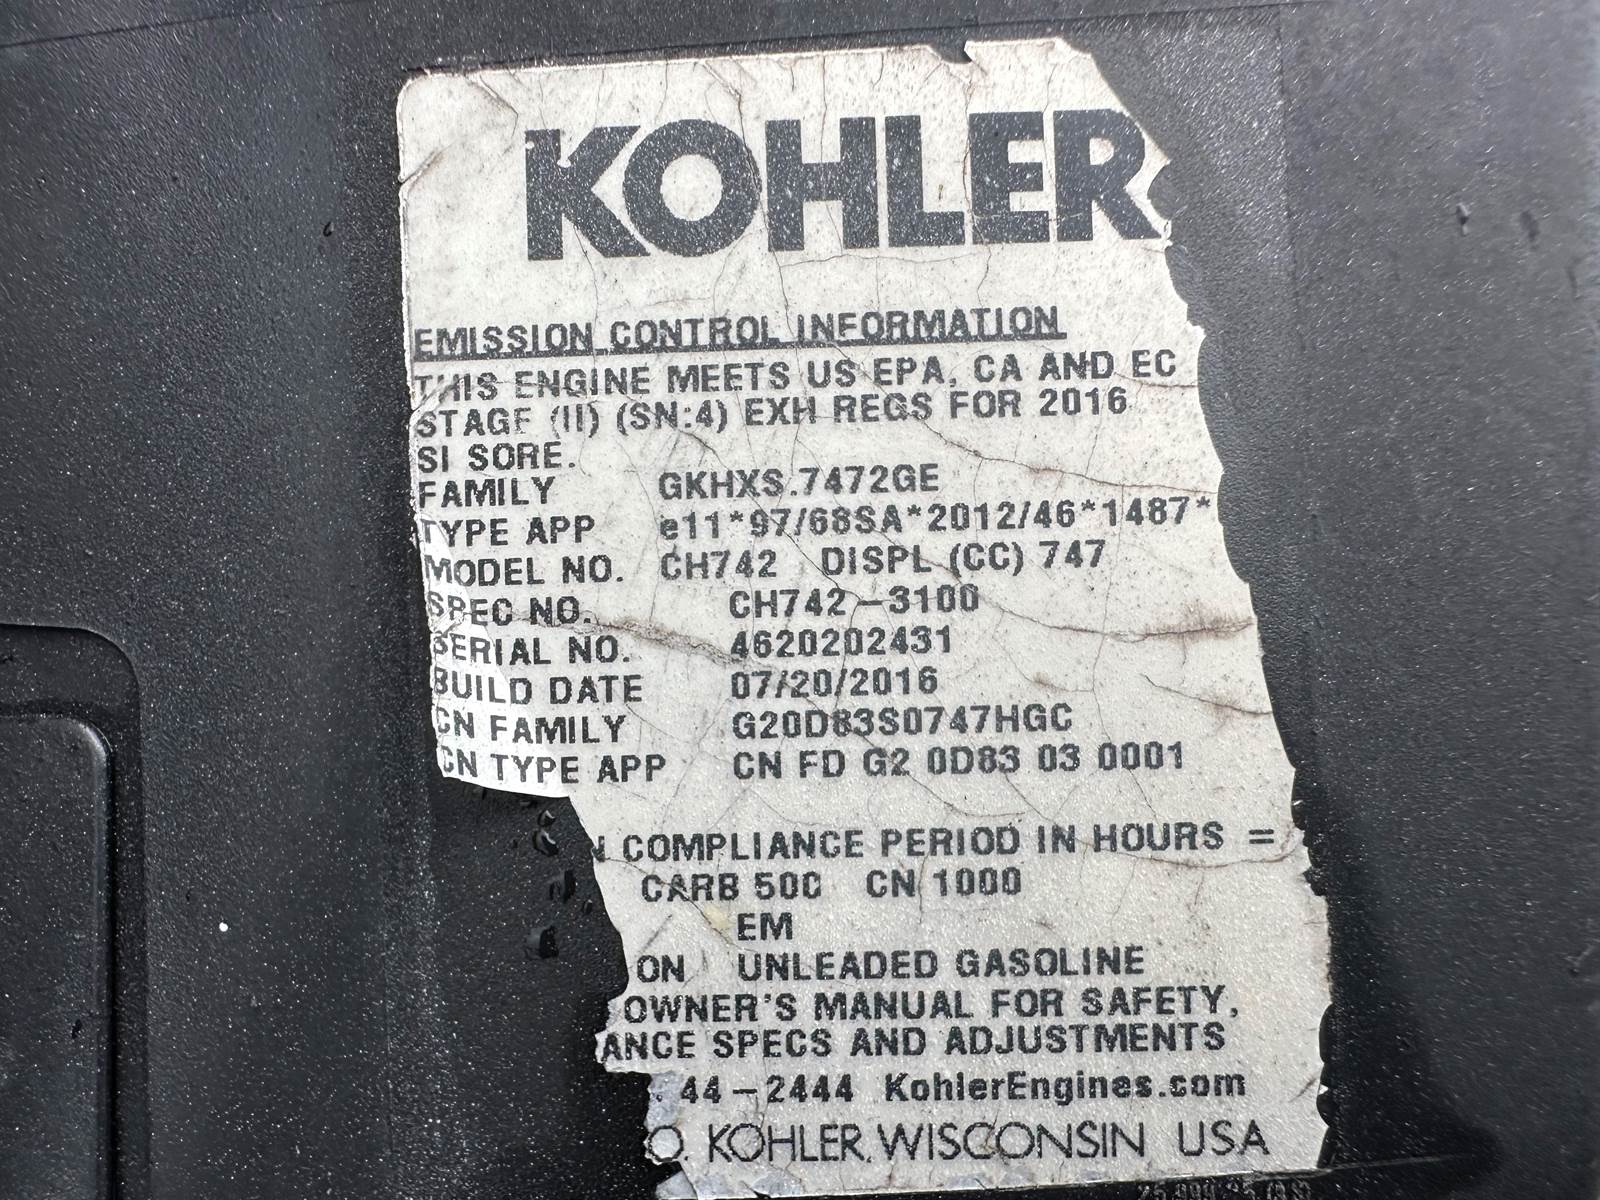 KOHLER
EMISSION CONTROL INFORMATION
THIS ENGINE MEETS US EPA, CA AND EC
STAGE (II) (SN:4) EXH REGS FOR 2016
SI SORE.
FAMILY GKHXS.7472GE
TYPE APP e11*97/68SA*2012/46*1487*
MODEL NO. CH742 DISPL (CC) 747
SPEC NO. CH742-3100
SERIAL NO. 4620202431
BUILD DATE 07/20/2016
CN FAMILY G20D83S0747HGC
CN TYPE APP CN FD G2 0D83 03 0001
N COMPLIANCE PERIOD IN HOURS =
CARB 500 CN 1000
EM
ON UNLEADED GASOLINE
OWNER'S MANUAL FOR SAFETY,
ANCE SPECS AND ADJUSTMENTS
44-2444 KohlerEngines.com
O. KOHLER, WISCONSIN USA